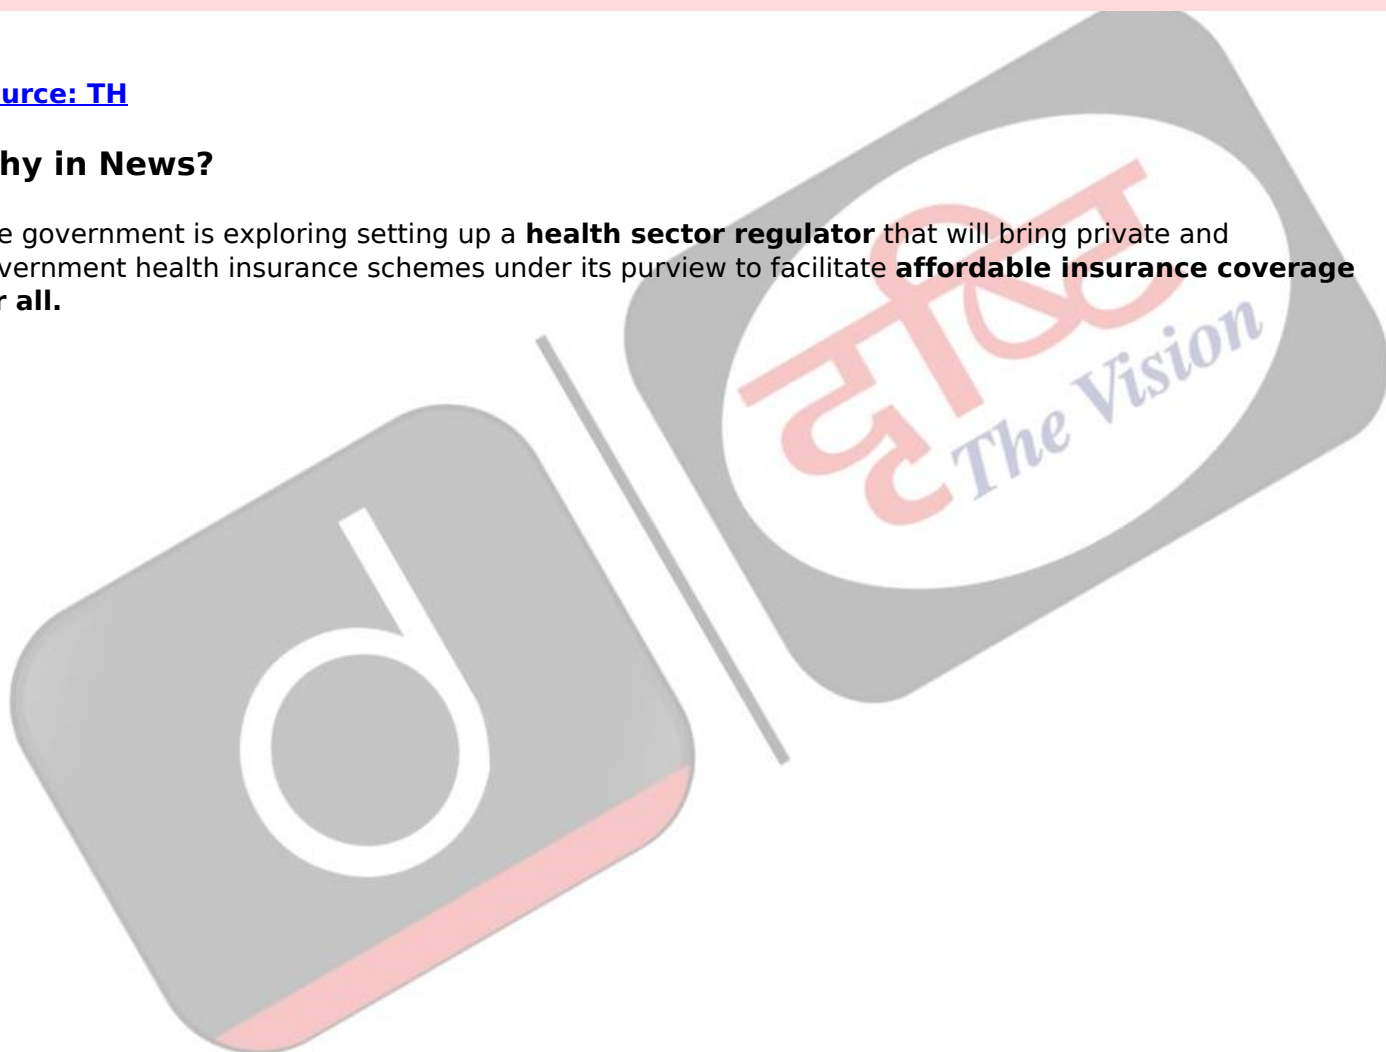 urce: TH
hy in News?
e government is exploring setting up a health sector regulator that will bring private and
vernment health insurance schemes under its purview to facilitate affordable insurance coverage
r all.
दृष्टि
The Vision
d